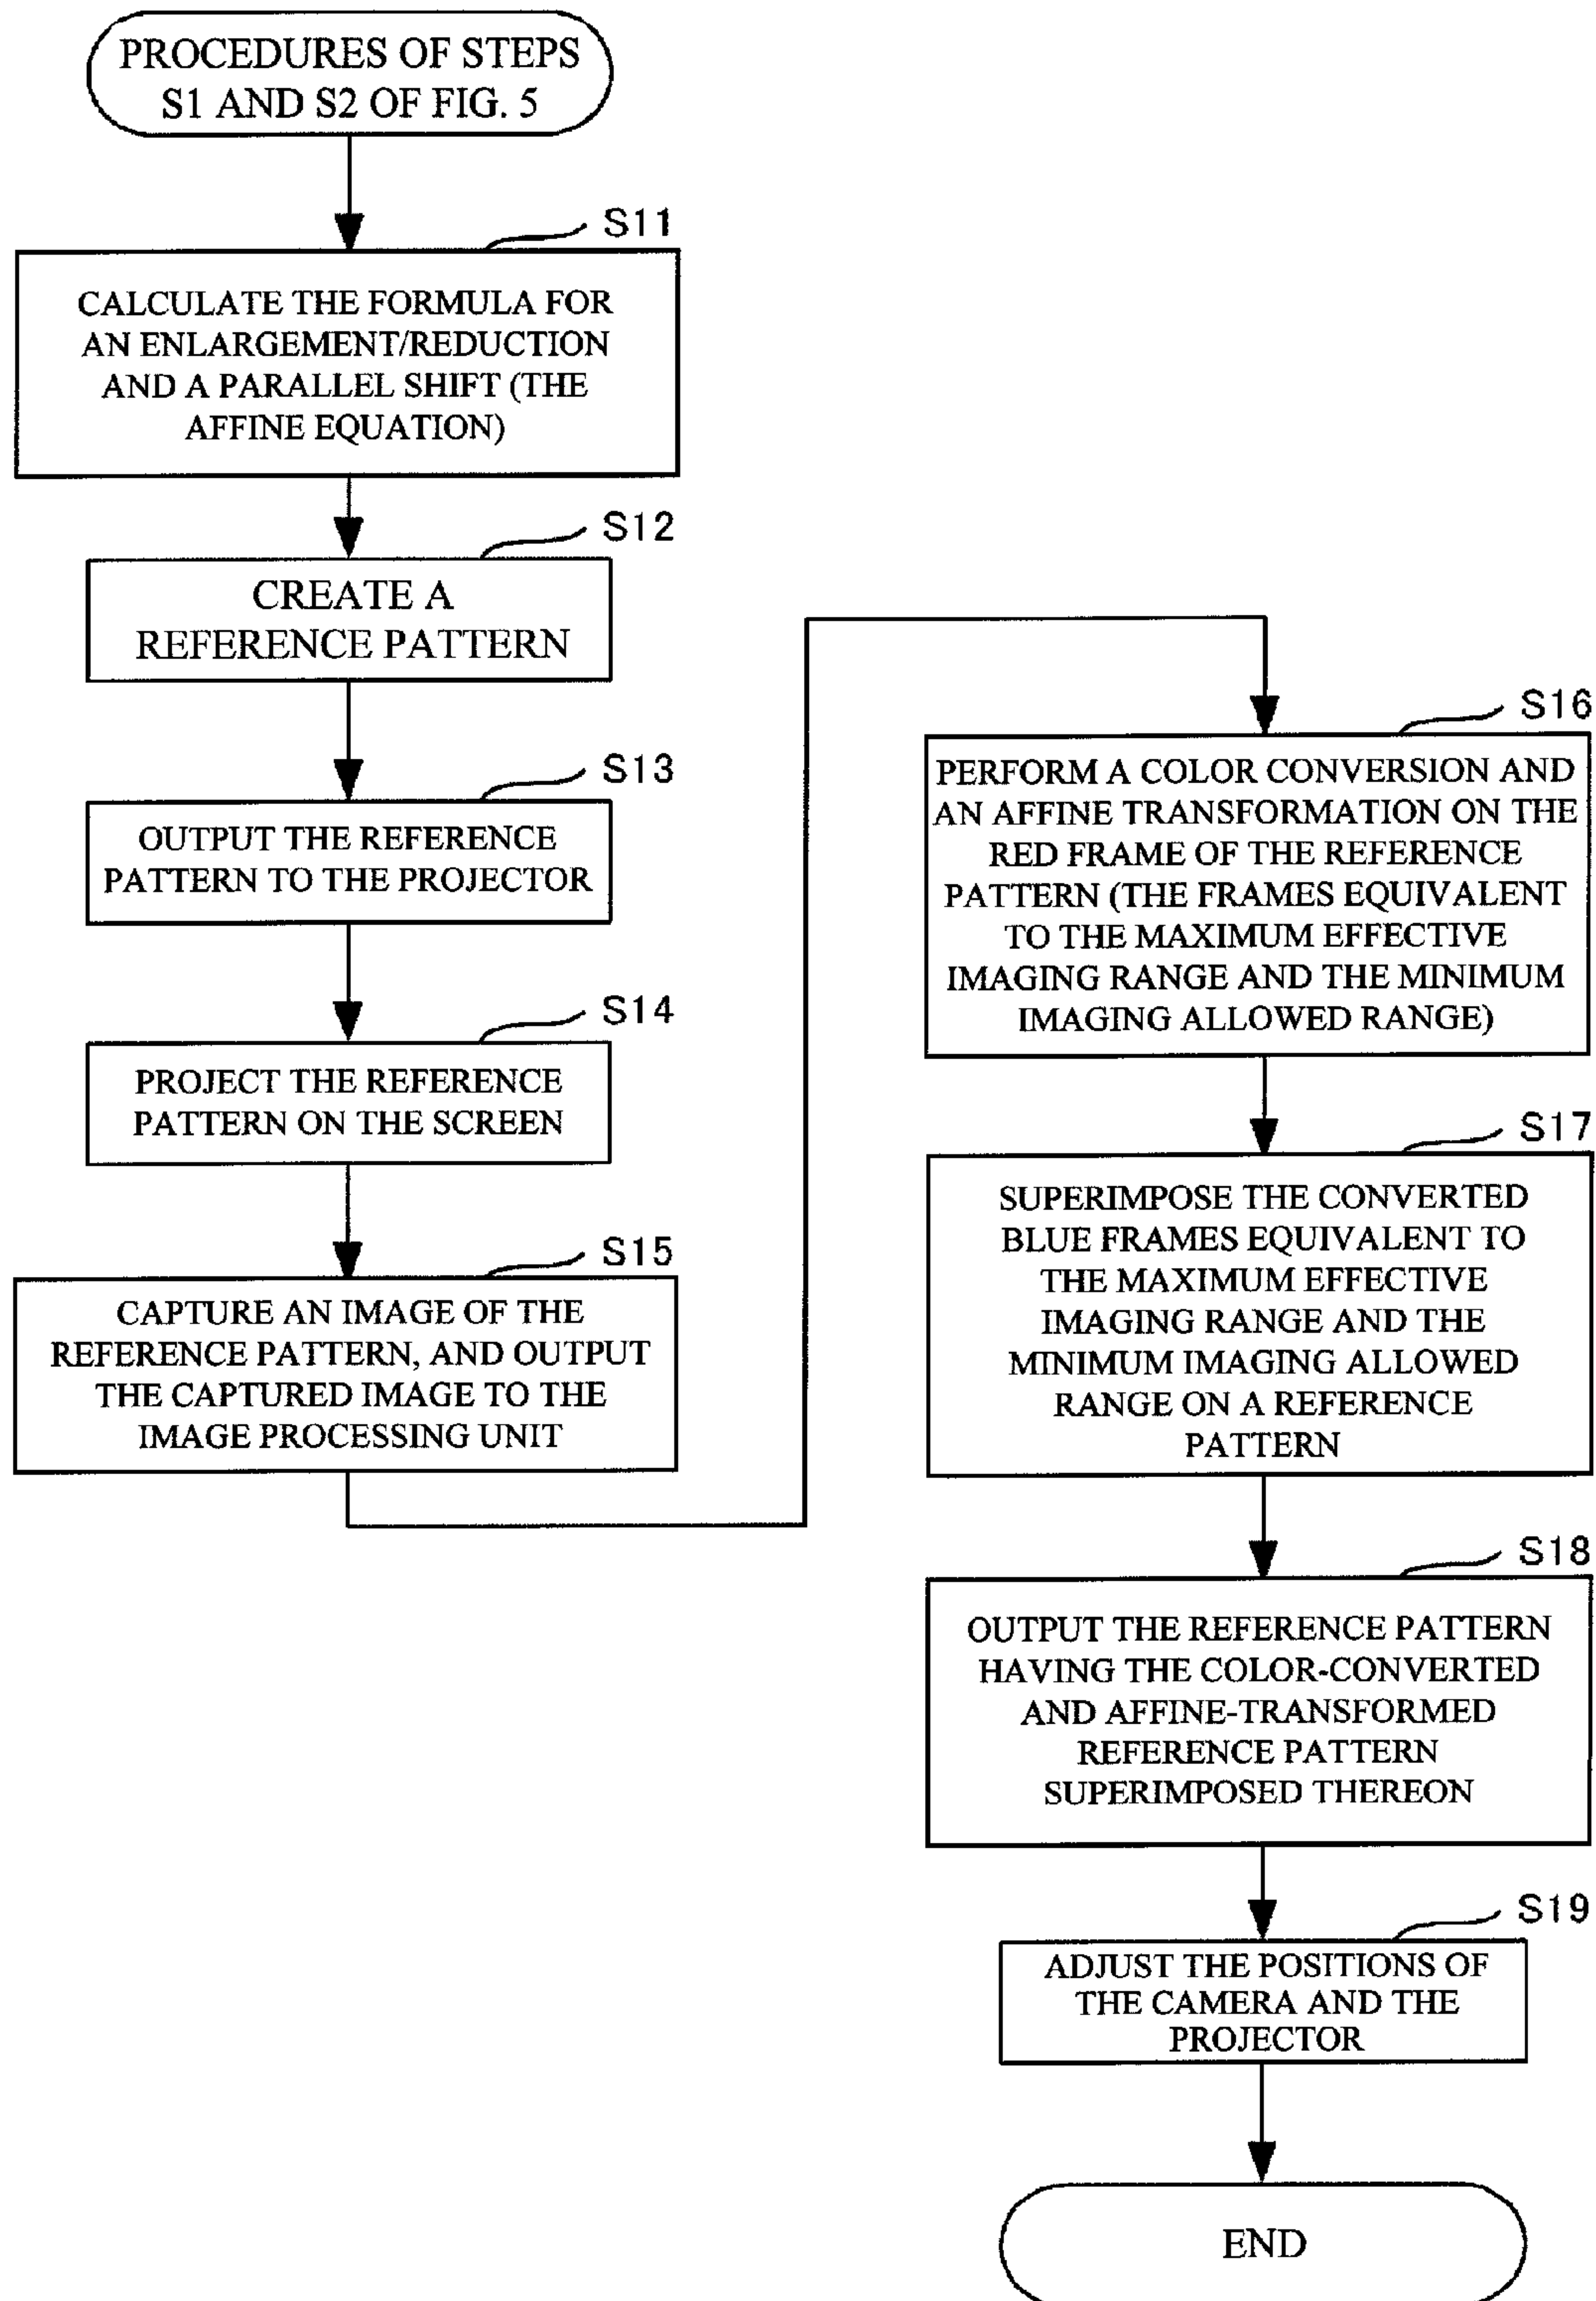 PROCEDURES OF STEPS
S1 AND S2 OF FIG. 5
S11
CALCULATE THE FORMULA FOR
AN ENLARGEMENT/REDUCTION
AND A PARALLEL SHIFT (THE
AFFINE EQUATION)
S12
CREATE A
REFERENCE PATTERN
S13
OUTPUT THE REFERENCE
PATTERN TO THE PROJECTOR
S14
PROJECT THE REFERENCE
PATTERN ON THE SCREEN
S15
CAPTURE AN IMAGE OF THE
REFERENCE PATTERN, AND OUTPUT
THE CAPTURED IMAGE TO THE
IMAGE PROCESSING UNIT
S16
PERFORM A COLOR CONVERSION AND
AN AFFINE TRANSFORMATION ON THE
RED FRAME OF THE REFERENCE
PATTERN (THE FRAMES EQUIVALENT
TO THE MAXIMUM EFFECTIVE
IMAGING RANGE AND THE MINIMUM
IMAGING ALLOWED RANGE)
S17
SUPERIMPOSE THE CONVERTED
BLUE FRAMES EQUIVALENT TO
THE MAXIMUM EFFECTIVE
IMAGING RANGE AND THE
MINIMUM IMAGING ALLOWED
RANGE ON A REFERENCE
PATTERN
S18
OUTPUT THE REFERENCE PATTERN
HAVING THE COLOR-CONVERTED
AND AFFINE-TRANSFORMED
REFERENCE PATTERN
SUPERIMPOSED THEREON
S19
ADJUST THE POSITIONS OF
THE CAMERA AND THE
PROJECTOR
END